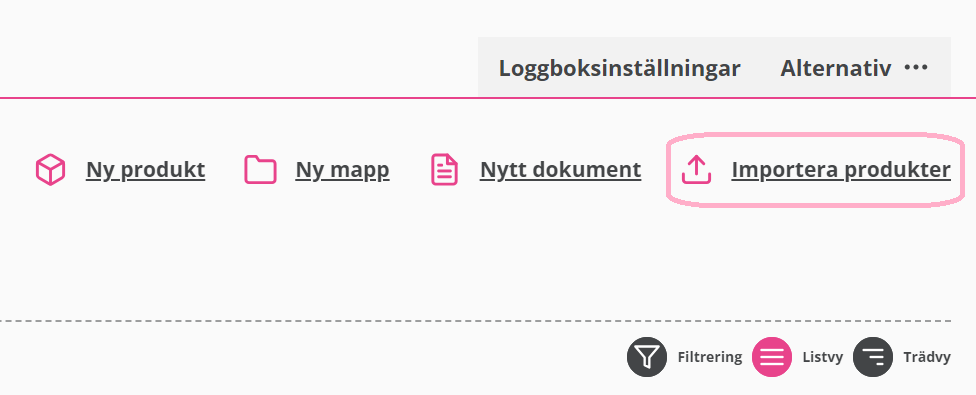 Loggboksinställningar Alternativ •••
Ny produkt Ny mapp Nytt dokument Importera produkter
Filtrering Listvy Trädvy